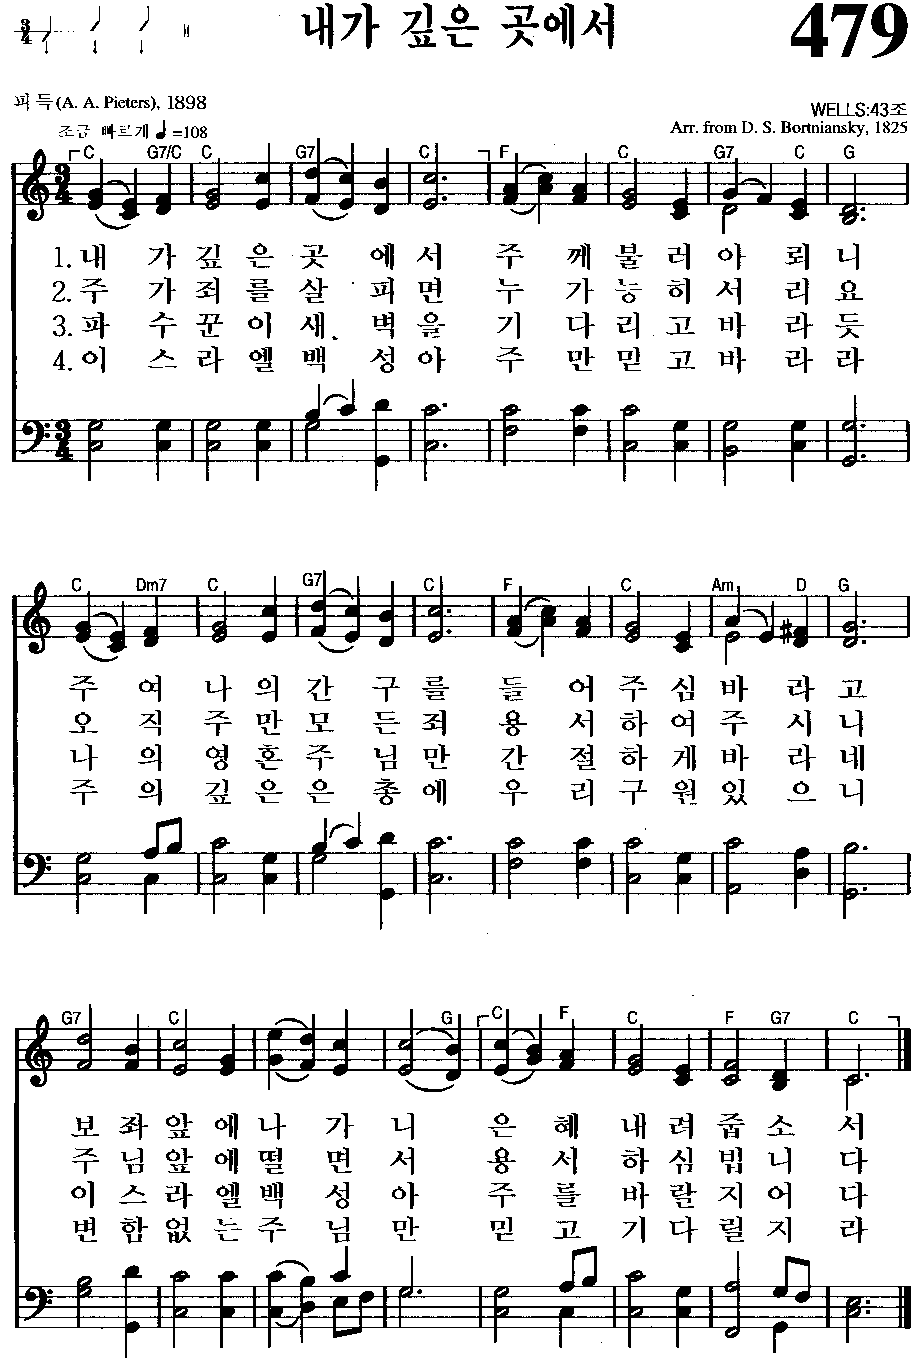 3/4
내가 깊은 곳에서
479
피 득 (A. A. Pieters), 1898
WELLS:43조
조금 빠르게 ♩=108
Arr. from D. S. Bortniansky, 1825
C G7/C C G7 C F C G7 C G
1. 내 가 깊 은 곳 에 서 주 께 불 러 아 뢰 니
2. 주 가 죄 를 살 피 면 누 가 능 히 서 리 요
3. 파 수 꾼 이 새 벽 을 기 다 리 고 바 라 듯
4. 이 스 라 엘 백 성 아 주 만 믿 고 바 라 라
C Dm7 C G7 C F C Am D G
주 여 나 의 간 구 를 들 어 주 심 바 라 고
오 직 주 만 모 든 죄 용 서 하 여 주 시 니
나 의 영 혼 주 님 만 간 절 하 게 바 라 네
주 의 깊 은 은 총 에 우 리 구 원 있 으 니
G7 C G C F C F G7 C
보 좌 앞 에 나 가 니 은 혜 내 려 줍 소 서
주 님 앞 에 떨 면 서 용 서 하 심 빕 니 다
이 스 라 엘 백 성 아 주 를 바 랄 지 어 다
변 함 없 는 주 님 만 믿 고 기 다 릴 지 라